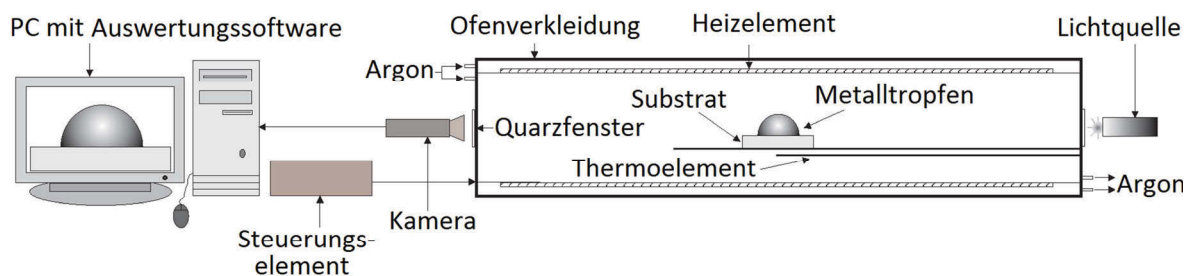 PC mit Auswertungssoftware
Ofenverkleidung
Heizelement
Lichtquelle
Argon
Substrat
Metalltropfen
Quarzfenster
Thermoelement
Argon
Kamera
Steuerungs-
element